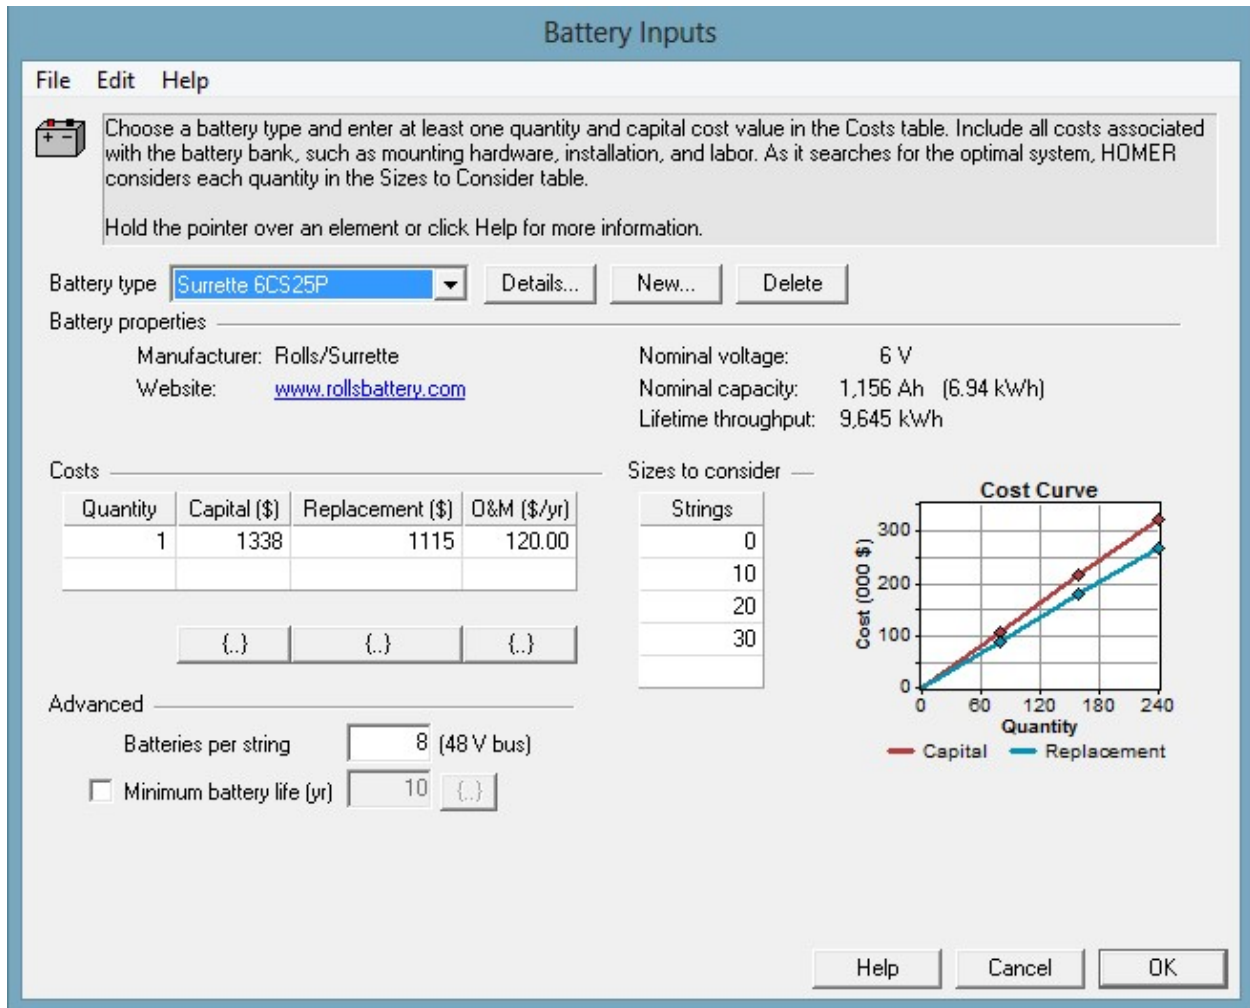 Battery Inputs
File Edit Help
Choose a battery type and enter at least one quantity and capital cost value in the Costs table. Include all costs associated
with the battery bank, such as mounting hardware, installation, and labor. As it searches for the optimal system, HOMER
considers each quantity in the Sizes to Consider table.
Hold the pointer over an element or click Help for more information.
Battery type Surrette 6CS25P Details... New... Delete
Battery properties
Manufacturer: Rolls/Surrette
Website: www.rollsbattery.com
Nominal voltage: 6 V
Nominal capacity: 1,156 Ah (6.94 kWh)
Lifetime throughput: 9,645 kWh
Costs
Quantity Capital ($) Replacement ($) O&M ($/yr)
1 1338 1115 120.00
{..} {..} {..}
Sizes to consider
Strings
0
10
20
30
Cost Curve
Cost (000 $)
300
200
100
0
0 60 120 180 240
Quantity
Capital Replacement
Advanced
Batteries per string 8 (48 V bus)
Minimum battery life (yr) 10 {..}
Help Cancel OK